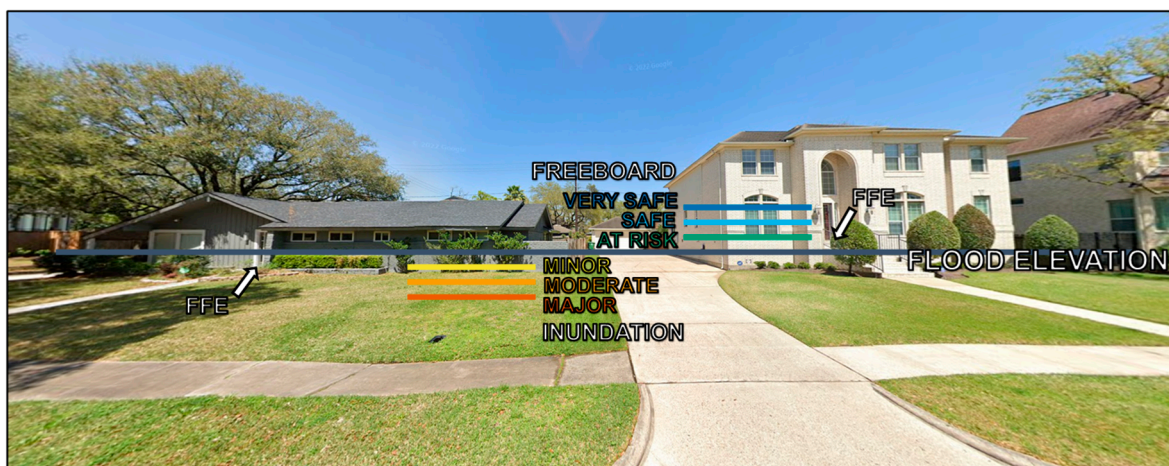 FREEBOARD
VERY SAFE
SAFE
AT RISK
FFE
FLOOD ELEVATION
FFE
MINOR
MODERATE
MAJOR
INUNDATION